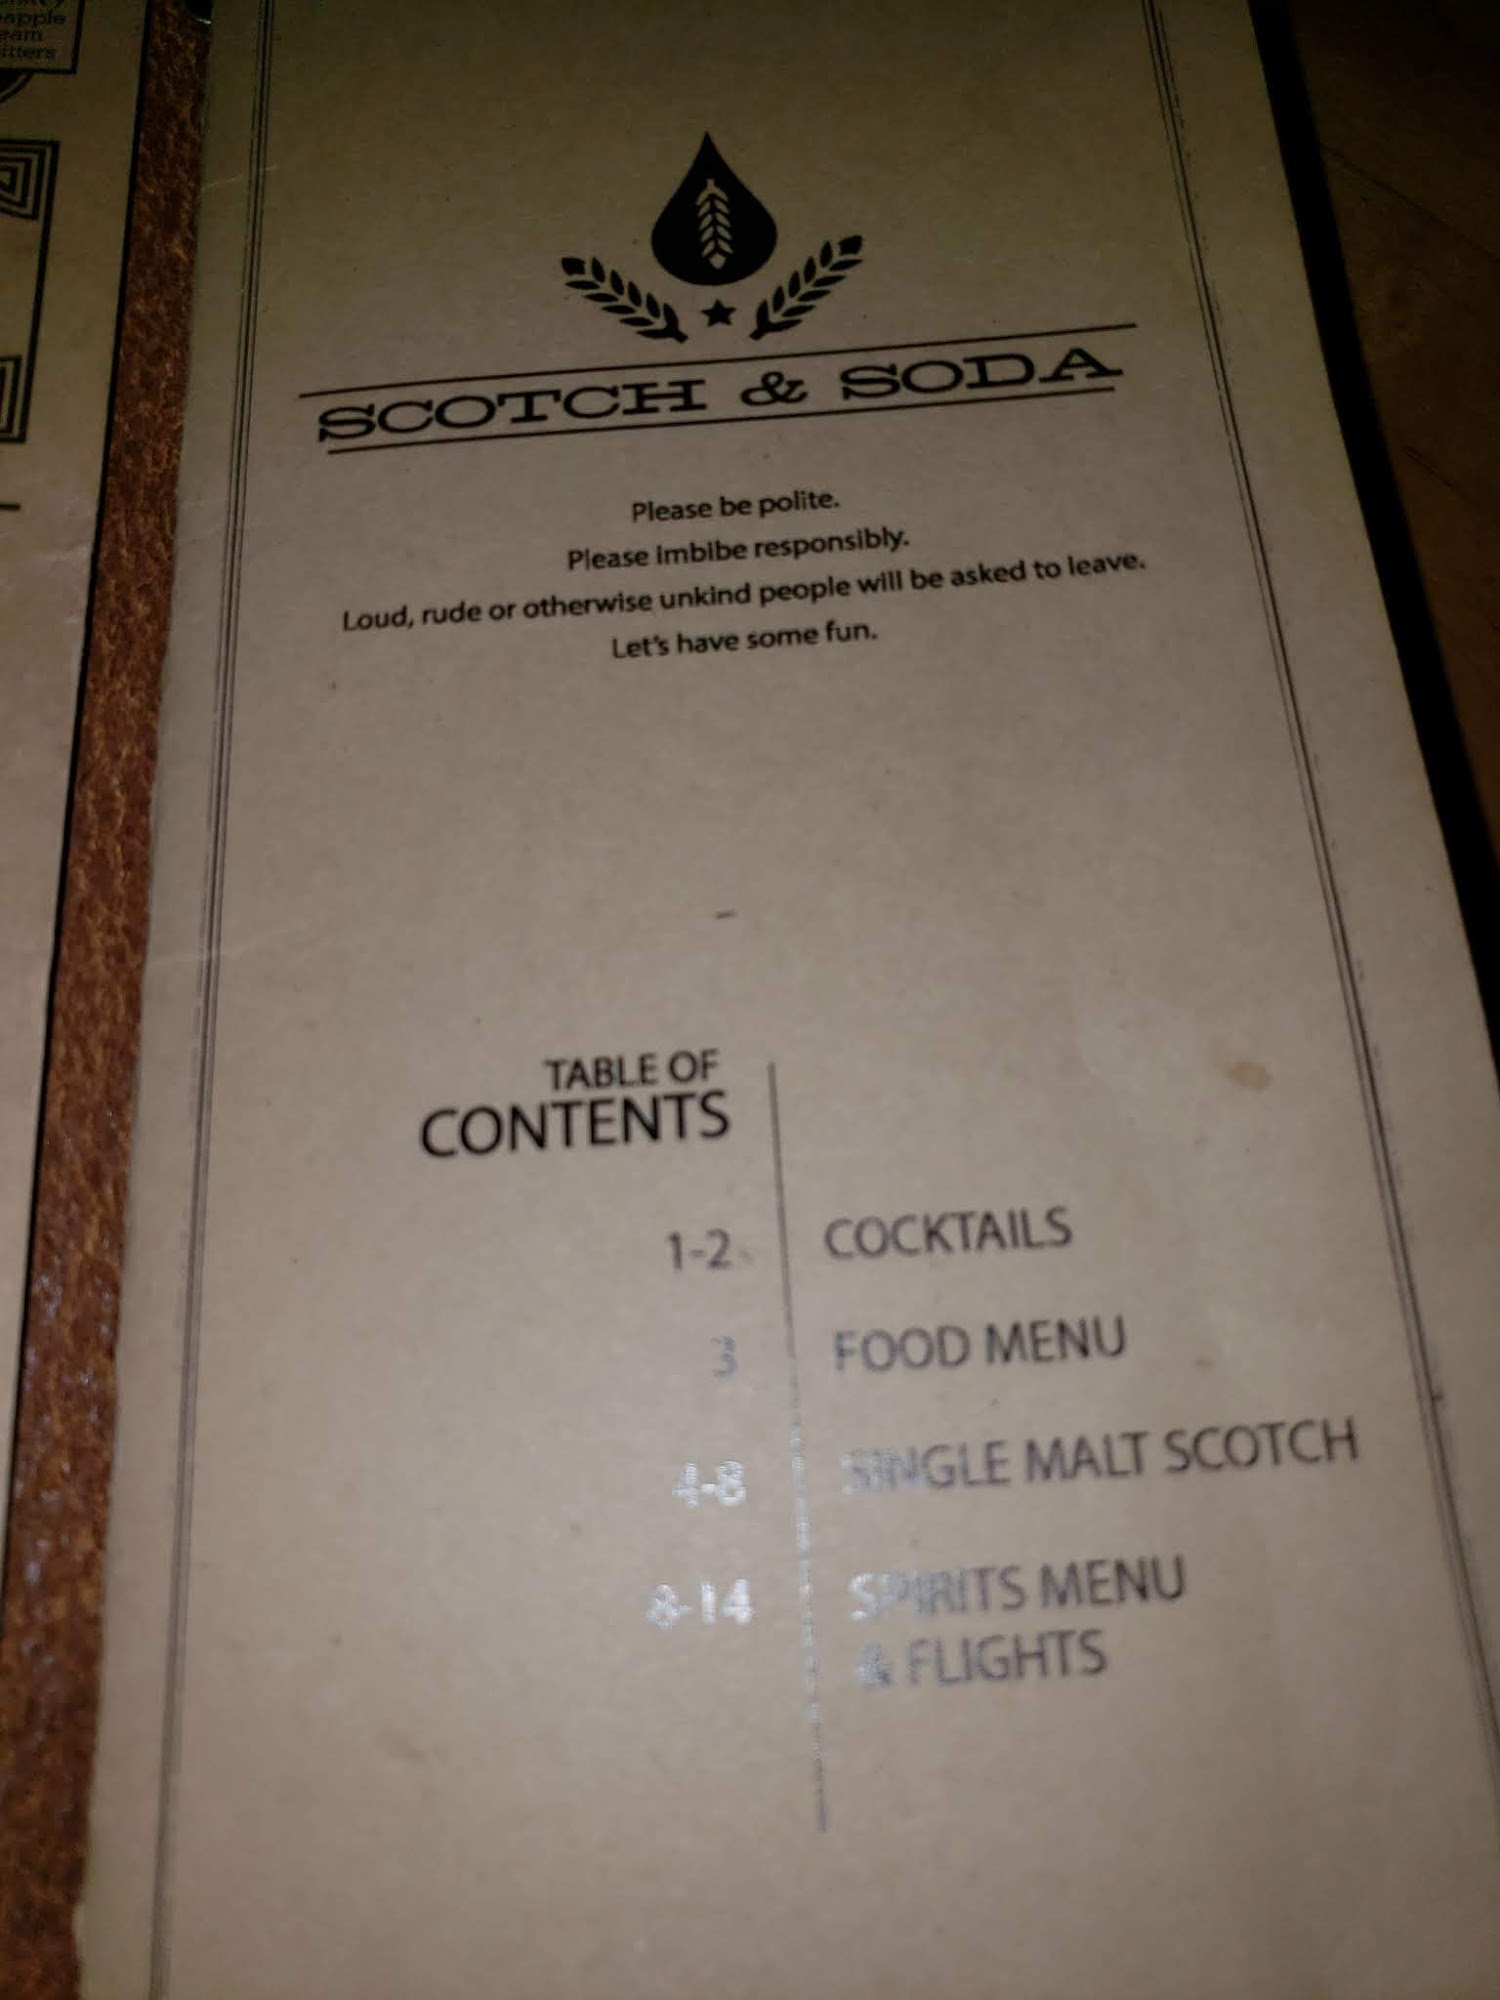 apple
itters
SCOTCH & SODA
Please be polite.
Please imbibe responsibly.
Loud, rude or otherwise unkind people will be asked to leave.
Let's have some fun.
TABLE OF
CONTENTS
1-2 COCKTAILS
3 FOOD MENU
4-8 SINGLE MALT SCOTCH
8-14 SPIRITS MENU
& FLIGHTS